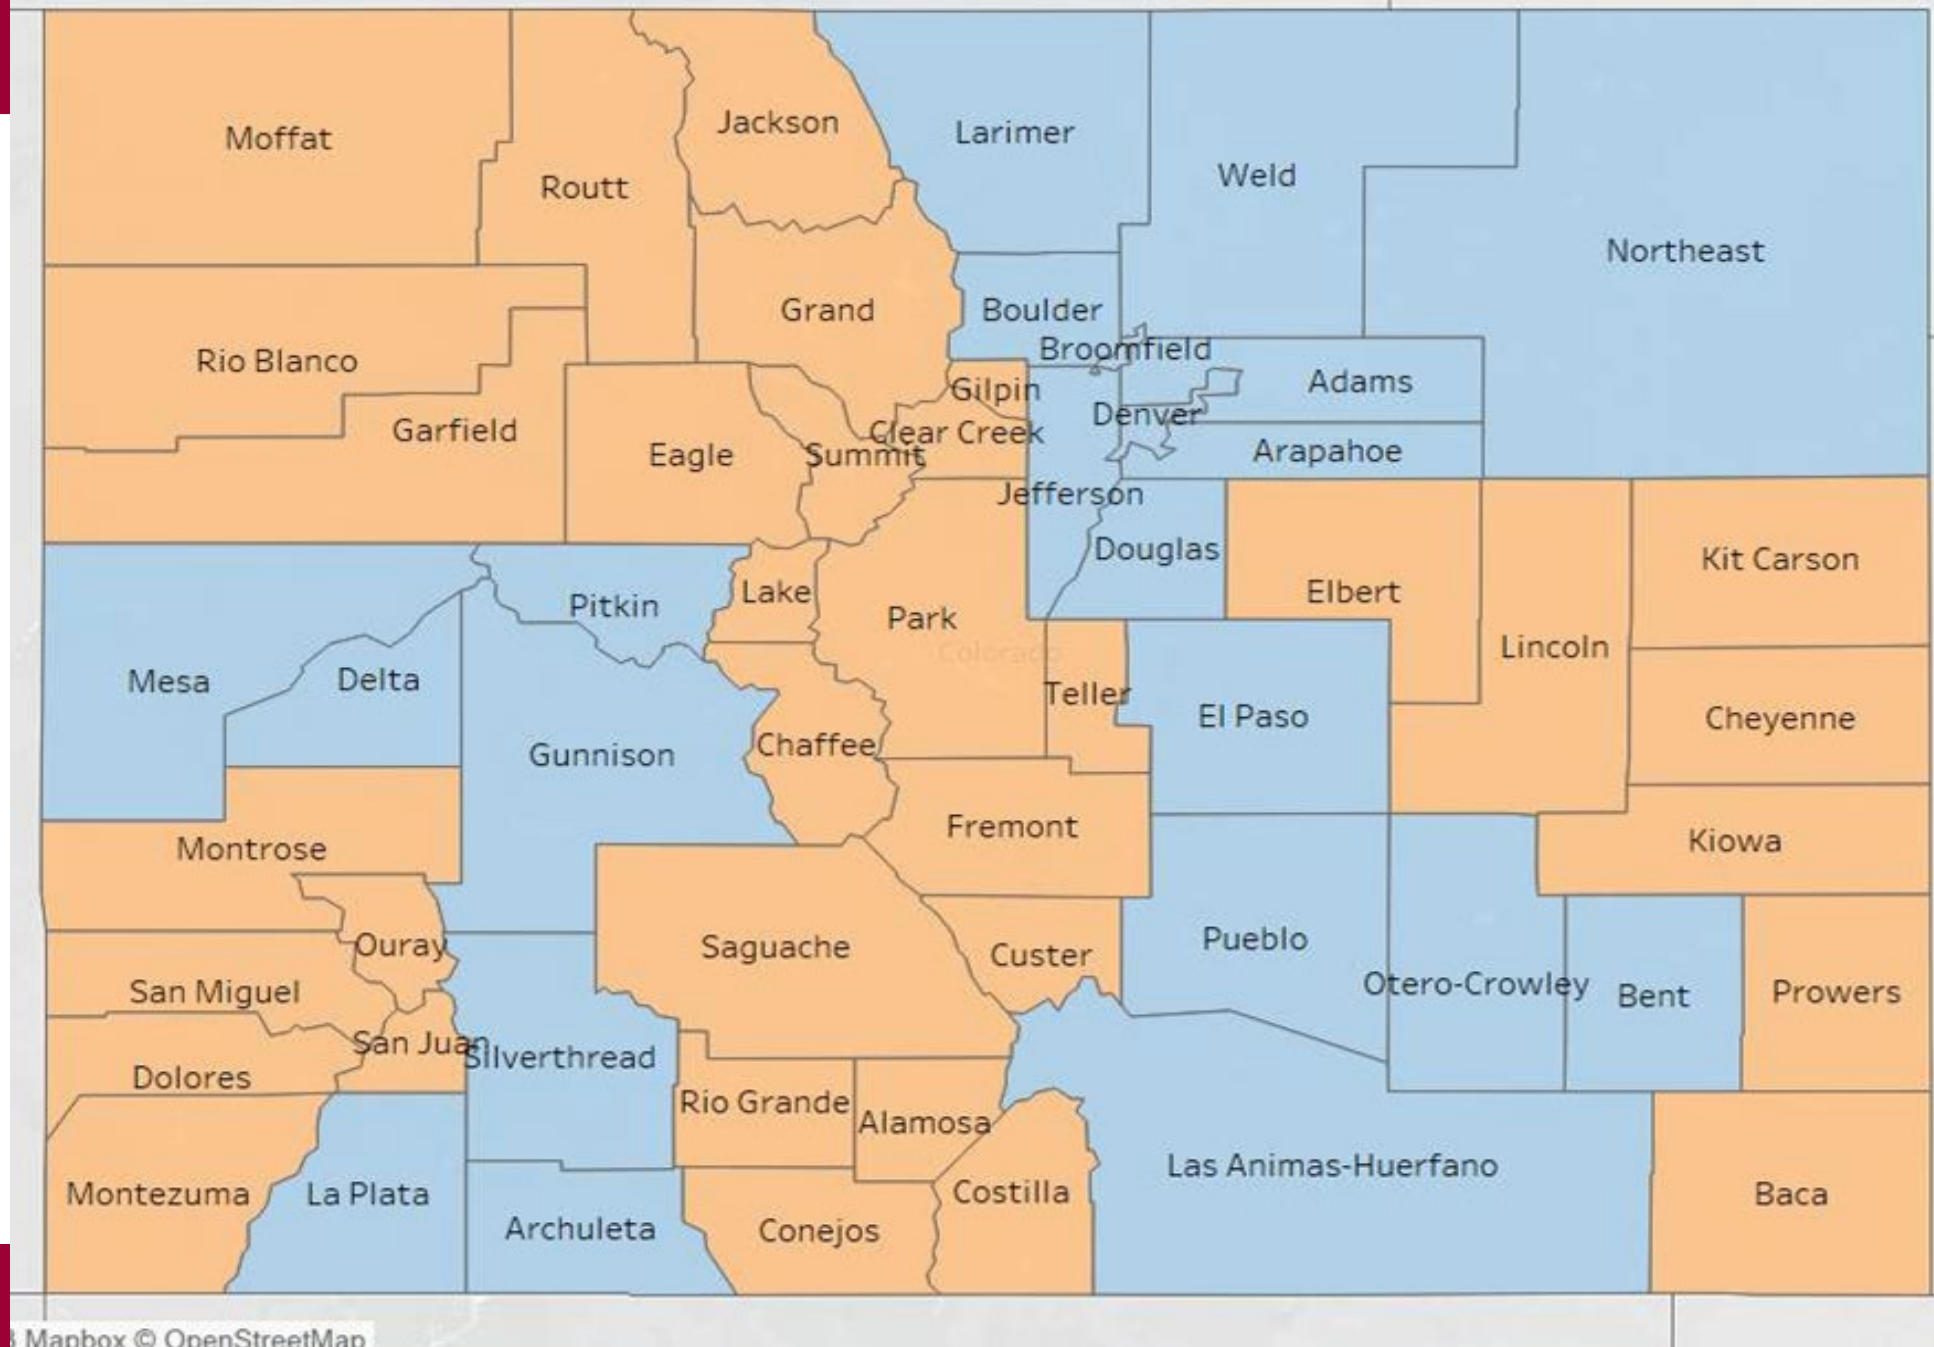 Jackson
Larimer
Moffat
Weld
Routt
Northeast
Grand
Boulder
Broomfield
Rio Blanco
Adams
Gilpin
Denver
Garfield
Clear Creek
Eagle
Summit
Arapahoe
Jefferson
Douglas
Kit Carson
Elbert
Lake
Pitkin
Park
Lincoln
Colorado
Mesa
Delta
Teller
El Paso
Cheyenne
Chaffee
Gunnison
Fremont
Kiowa
Montrose
Pueblo
Ouray
Saguache
Custer
Otero-Crowley
San Miguel
Bent
Prowers
San Juan
Silverthread
Dolores
Rio Grande
Alamosa
Las Animas-Huerfano
Montezuma
La Plata
Costilla
Baca
Archuleta
Conejos
Mapbox © OpenStreetMap